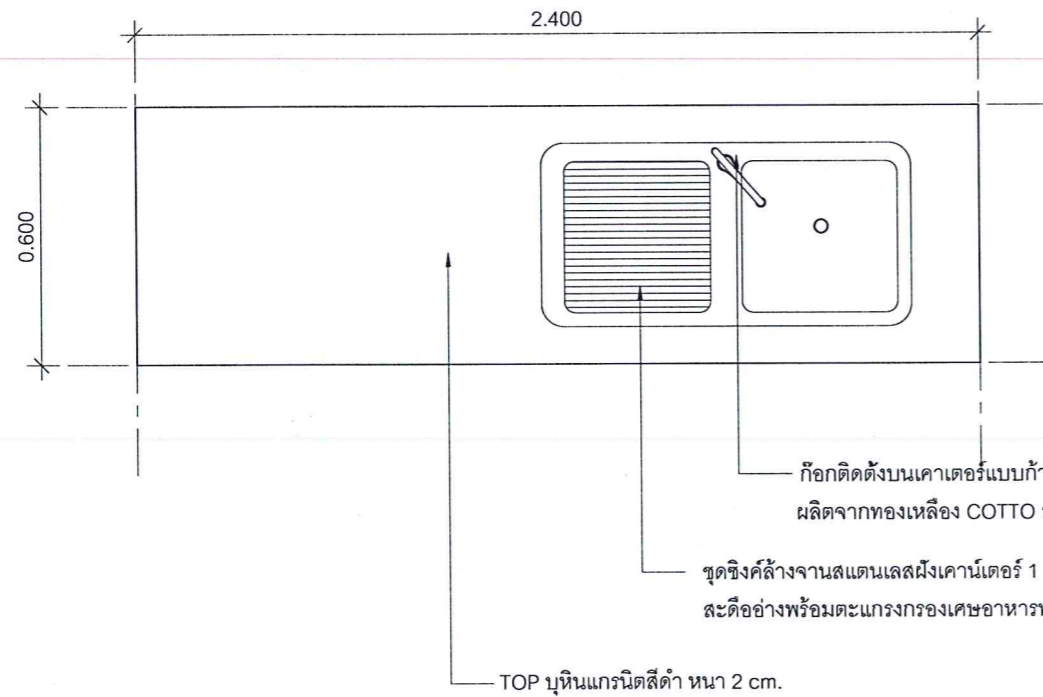 2.400
0.600
ก๊อกติดตั้งบนเคาเตอร์แบบก้า
ผลิตจากทองเหลือง COTTO
ชุดซิงค์ล้างจานสแตนเลสฝังเคาน์เตอร์ 1
สะดืออ่างพร้อมตะแกรงกรองเศษอาหาร
TOP บุหินแกรนิตสีดำ หนา 2 cm.